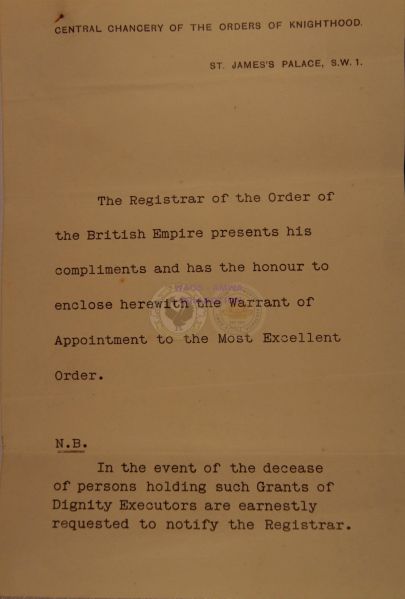 CENTRAL CHANCERY OF THE ORDERS OF KNIGHTHOOD.
ST. JAMES'S PALACE, S.W.1.
The Registrar of the Order of
the British Empire presents his
compliments and has the honour to
enclose herewith the Warrant of
Appointment to the Most Excellent
Order.
N.B.
In the event of the decease
of persons holding such Grants of
Dignity Executors are earnestly
requested to notify the Registrar.